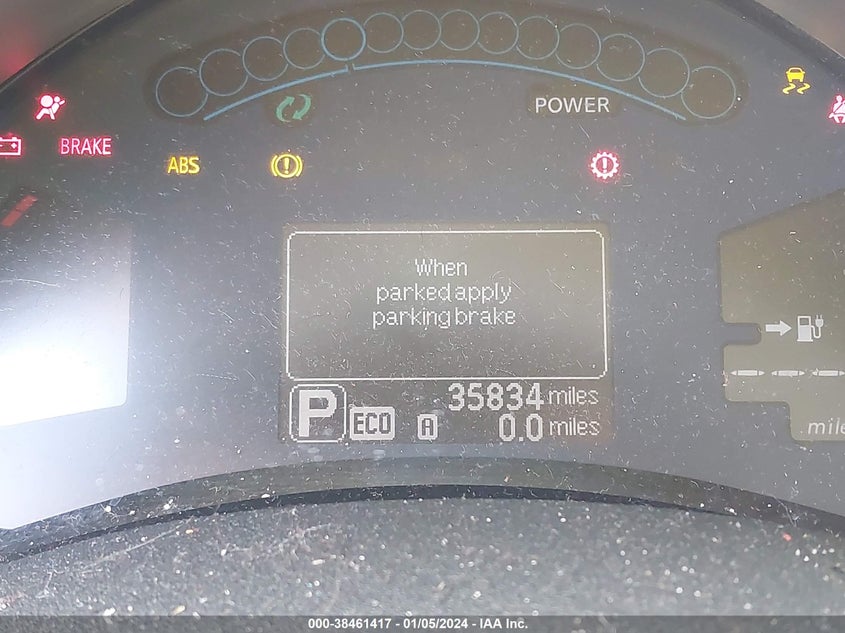 POWER
BRAKE
ABS
When
parked apply
parking brake
P ECO
35834 miles
A 0.0 miles
mile
000-38461417 - 01/05/2024 - IAA Inc.